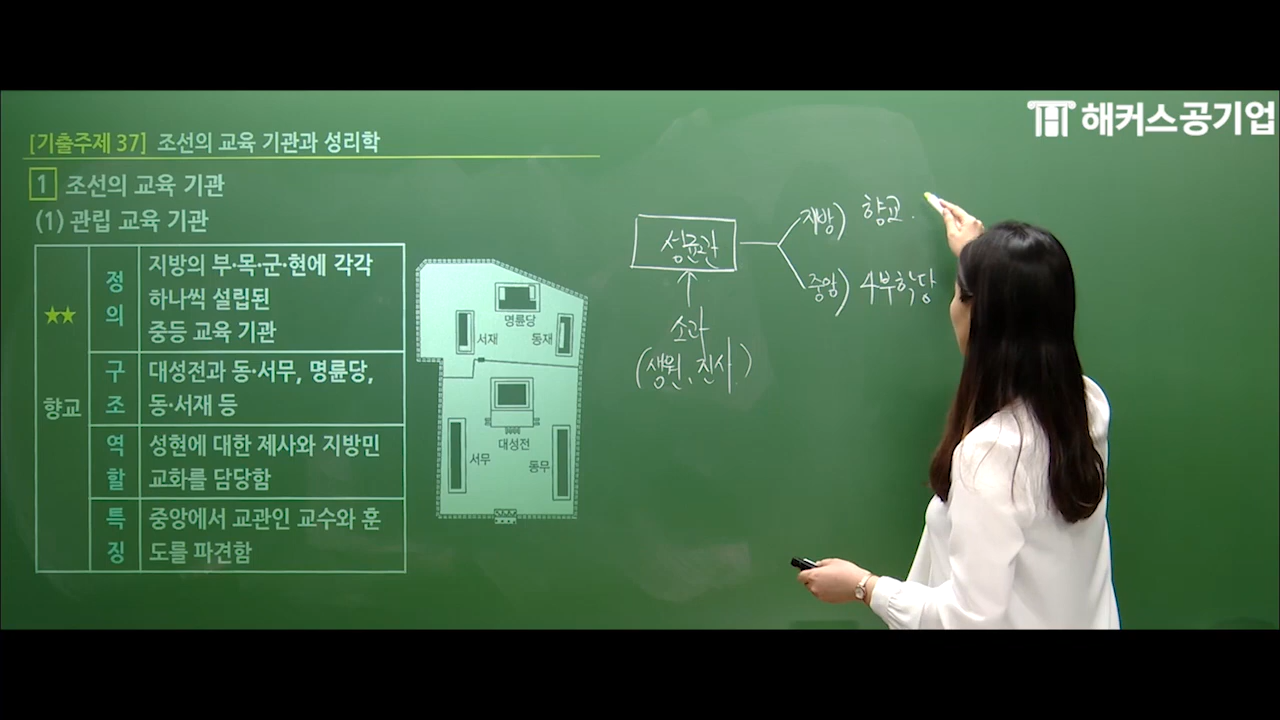 해커스공기업
[기출주제 37] 조선의 교육 기관과 성리학
1 조선의 교육 기관
(1) 관립 교육 기관
★★
향교
정의
지방의 부·목·군·현에 각각
하나씩 설립된
중등 교육 기관
구조
대성전과 동·서무, 명륜당,
동·서재 등
역할
성현에 대한 제사와 지방민
교화를 담당함
특징
중앙에서 교관인 교수와 훈
도를 파견함
명륜당
서재
동재
대성전
서무
동무
성균관
소과
(생원, 진사)
지방) 향교.
중앙) 4부학당